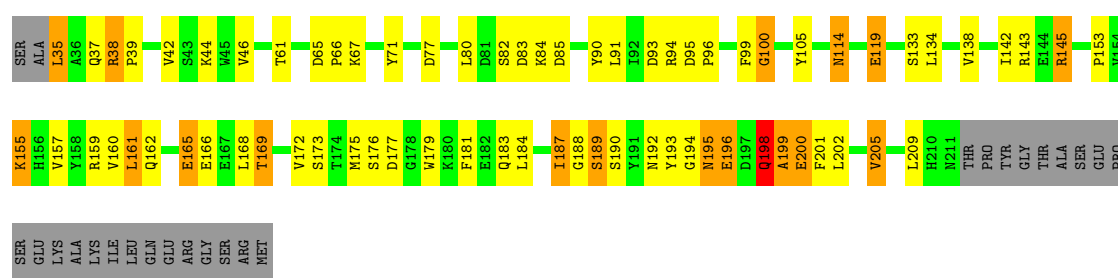 SER ALA L35 A36 Q37 R38 P39 V42 S43 K44 W45 V46 T61 D65 P66 K67 Y71 D77 L80 D81 S82 D83 K84 D85 Y90 L91 I92 D93 R94 D95 P96 F99 G100 Y105 N114 E119 S133 L134 V138 I142 R143 E144 R145 P153 V154
K155 H156 V157 Y158 R159 V160 L161 Q162 E165 E166 E167 L168 T169 V172 S173 T174 M175 S176 D177 G178 W179 K180 F181 E182 Q183 L184 I187 G188 S189 S190 Y191 N192 Y193 G194 N195 E196 D197 Q198 A199 E200 F201 L202 V205 L209 H210 N211 THR PRO TYR GLY THR ALA SER GLU PRO
SER GLU LYS ALA LYS ILE LEU GLN GLU ARG GLY SER ARG MET